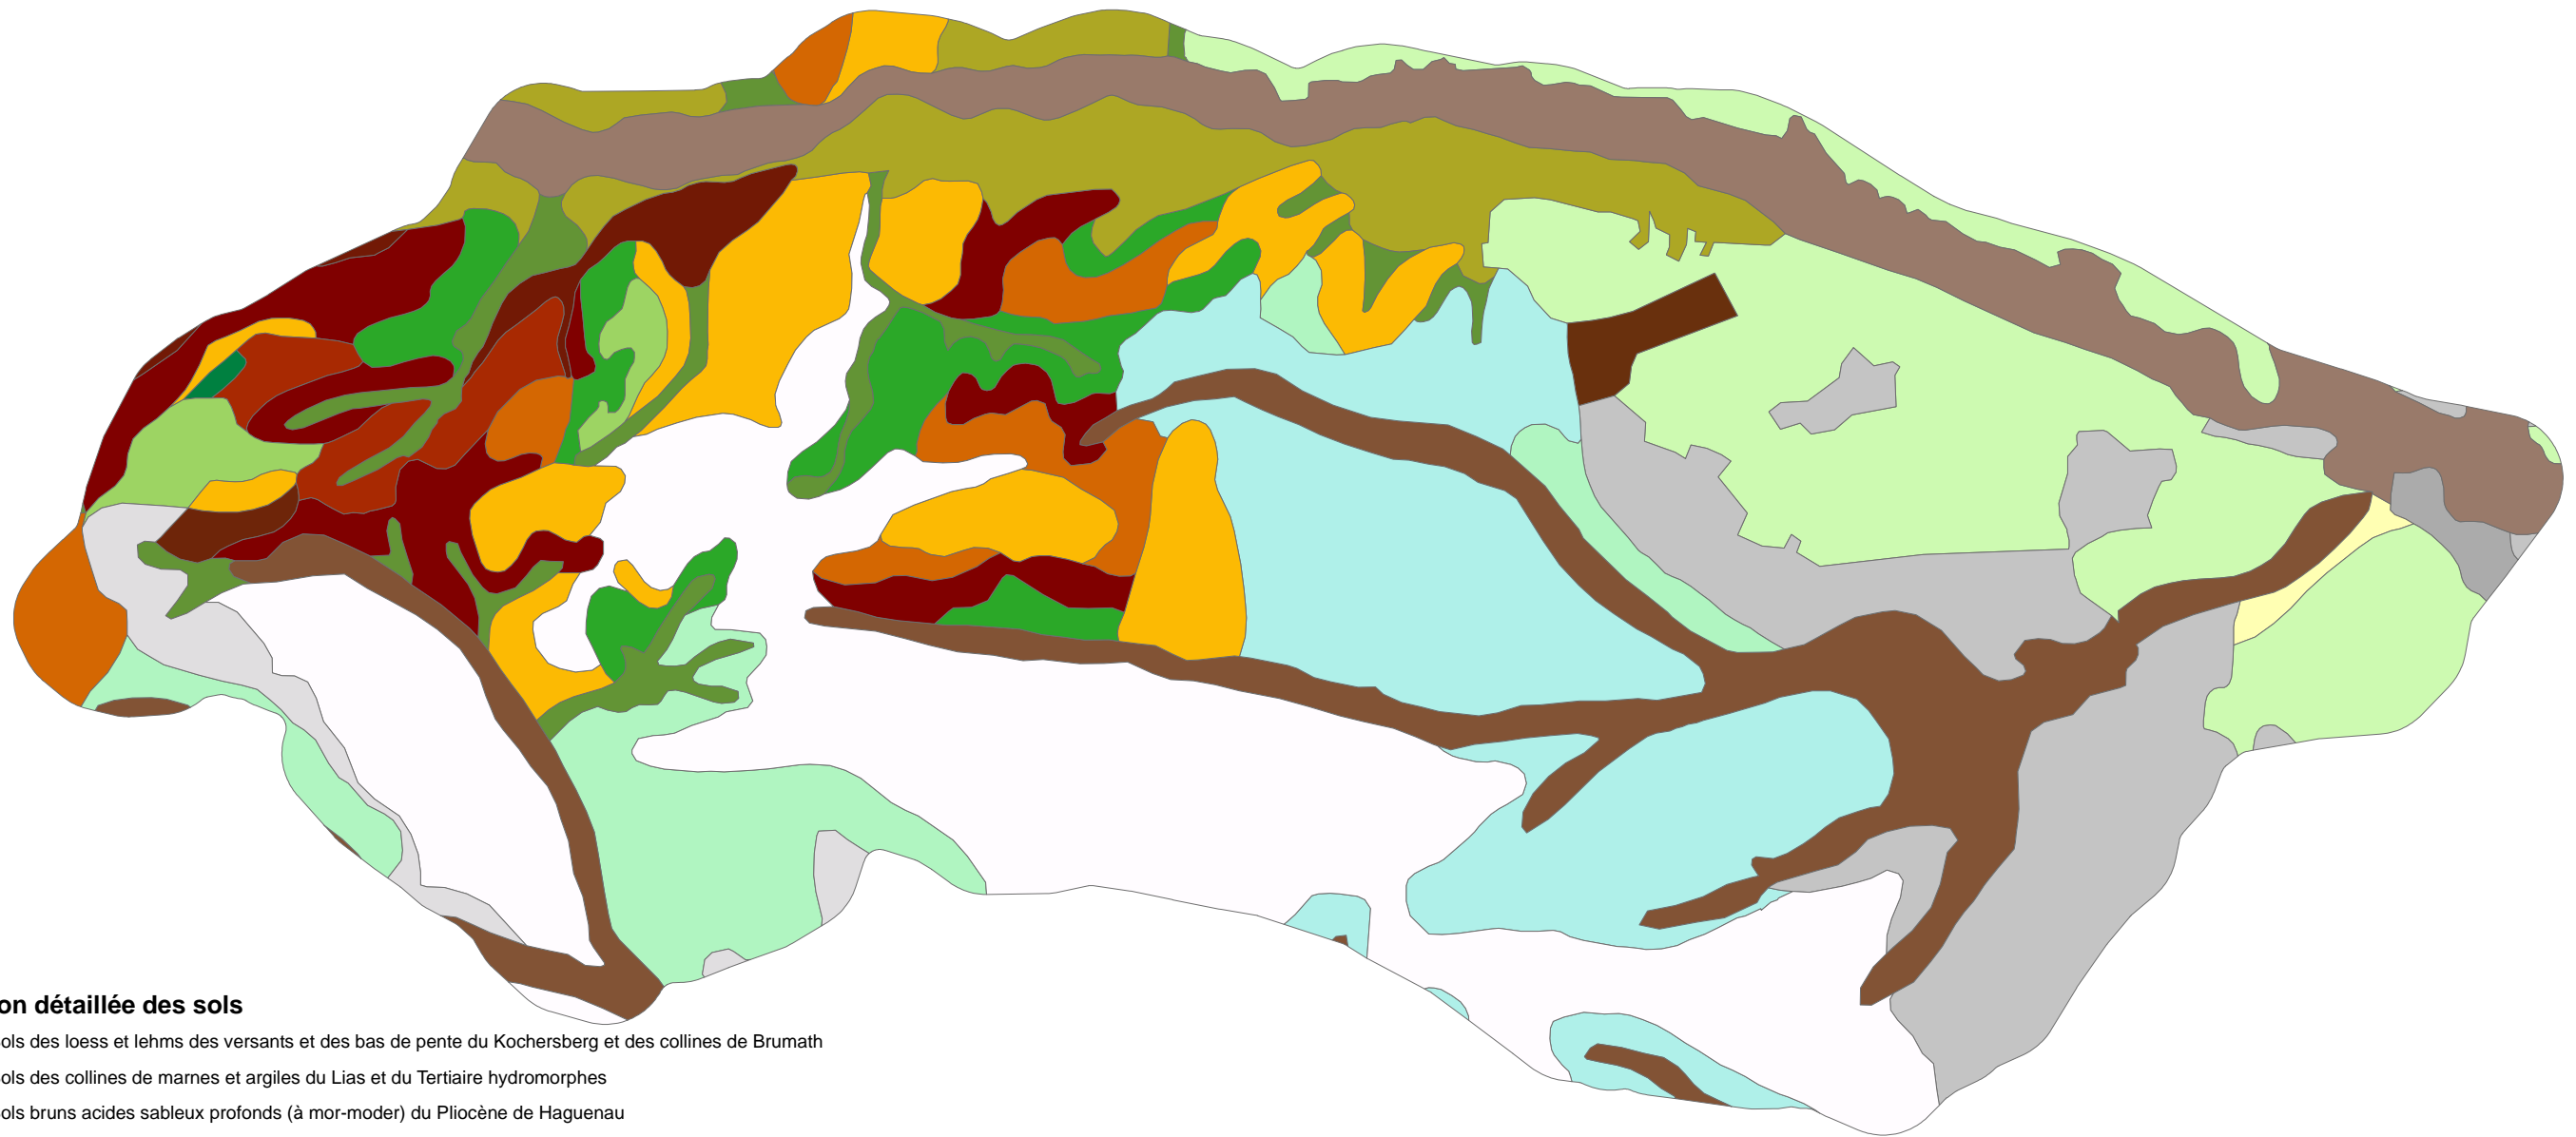 on détaillée des sols
ols des loess et lehms des versants et des bas de pente du Kochersberg et des collines de Brumath
ols des collines de marnes et argiles du Lias et du Tertiaire hydromorphes
ols bruns acides sableux profonds (à mor-moder) du Pliocène de Haguenau